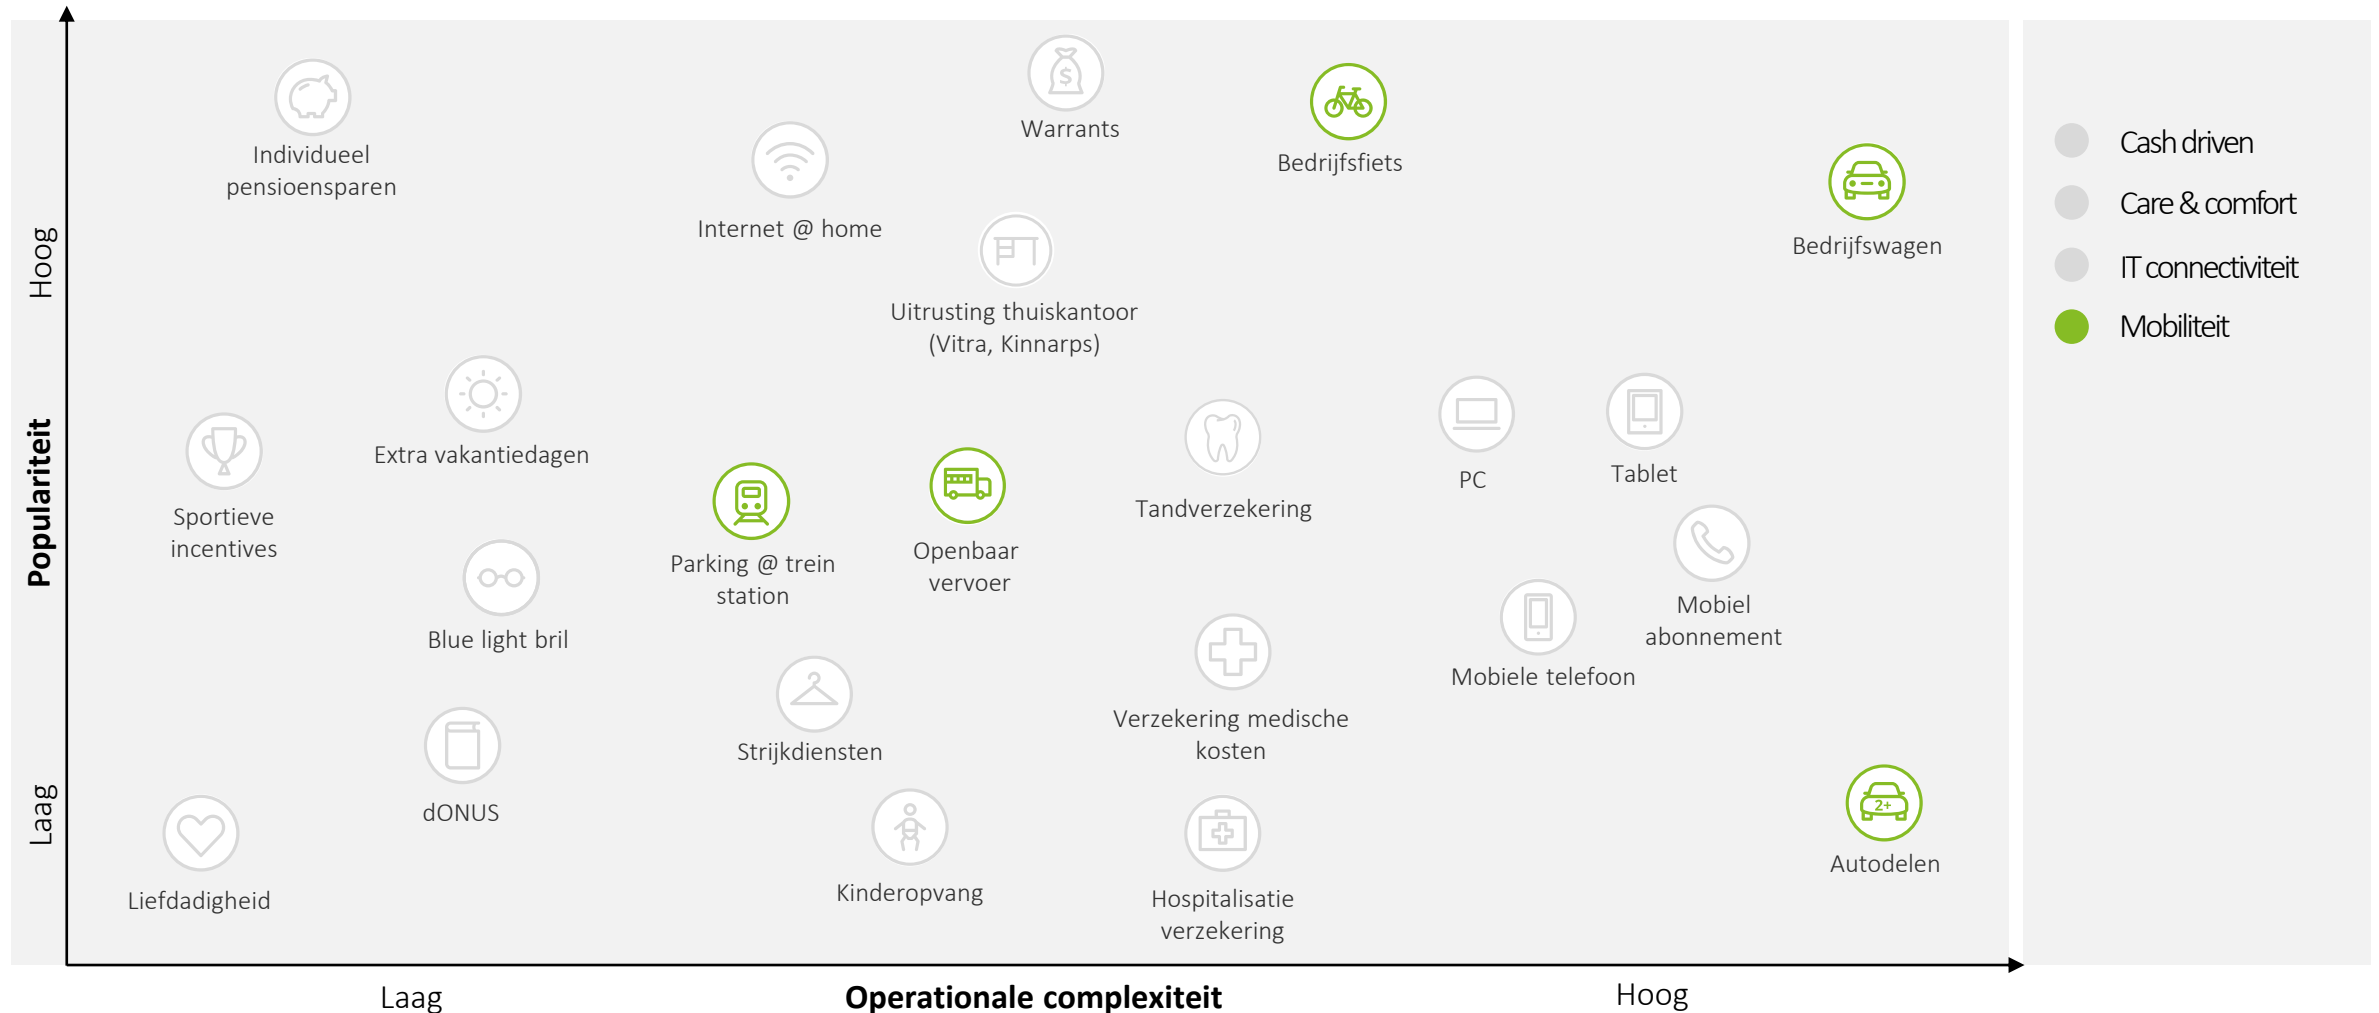 Warrants
Individueel
pensioensparen
Bedrijfsfiets
Internet @ home
Bedrijfswagen
Uitrusting thuiskantoor
(Vitra, Kinnarps)
Extra vakantiedagen
Sportieve
incentives
Parking @ trein
station
Openbaar
vervoer
Tandverzekering
PC
Tablet
Blue light bril
Mobiel
abonnement
Mobiele telefoon
Strijkdiensten
Verzekering medische
kosten
dONUS
Liefdadigheid
Kinderopvang
Hospitalisatie
verzekering
2+
Autodelen
$
Hoog
Populariteit
Laag
Laag
Operationale complexiteit
Hoog
Cash driven
Care & comfort
IT connectiviteit
Mobiliteit